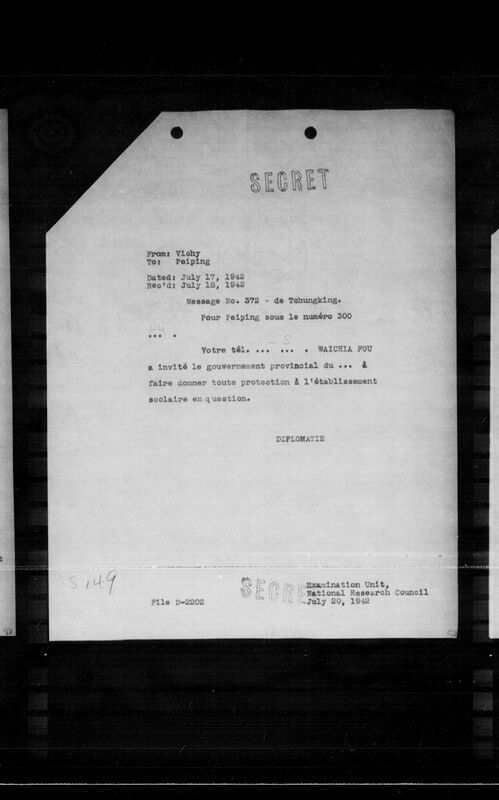 SECRET
From: Vichy
To: Peiping
Dated: July 17, 1942
Rec'd: July 18, 1942
Message No. 372 - de Tchungking.
Pour Peiping sous le numéro 300
... .
Votre tél. ... ... . WAICHIA FOU
a invité le gouvernement provincial du ... à
faire donner toute protection à l'établissement
scolaire en question.
DIPLOMATIE
S149
SECRE
Examination Unit,
National Research Council
July 20, 1942
File D-2202